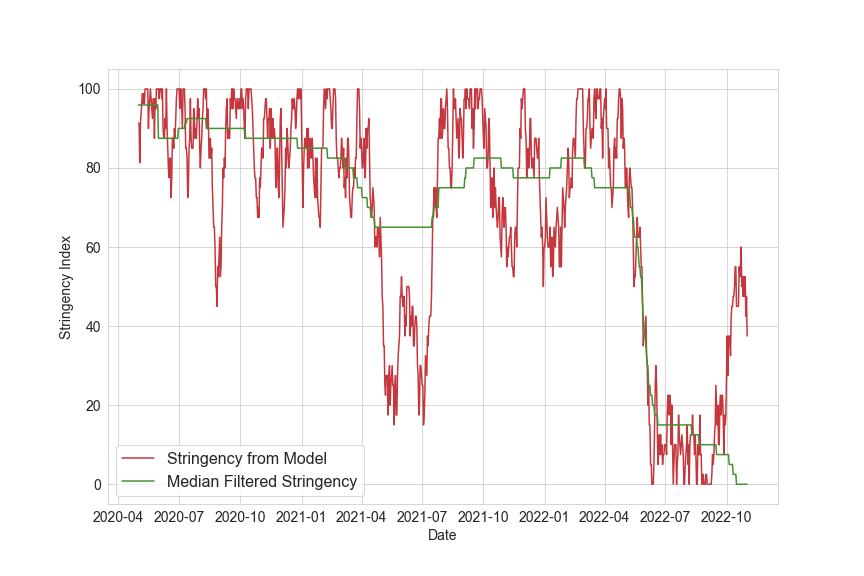 100
80
60
40
20
0
Stringency Index
Stringency from Model
Median Filtered Stringency
2020-04 2020-07 2020-10 2021-01 2021-04 2021-07 2021-10 2022-01 2022-04 2022-07 2022-10
Date